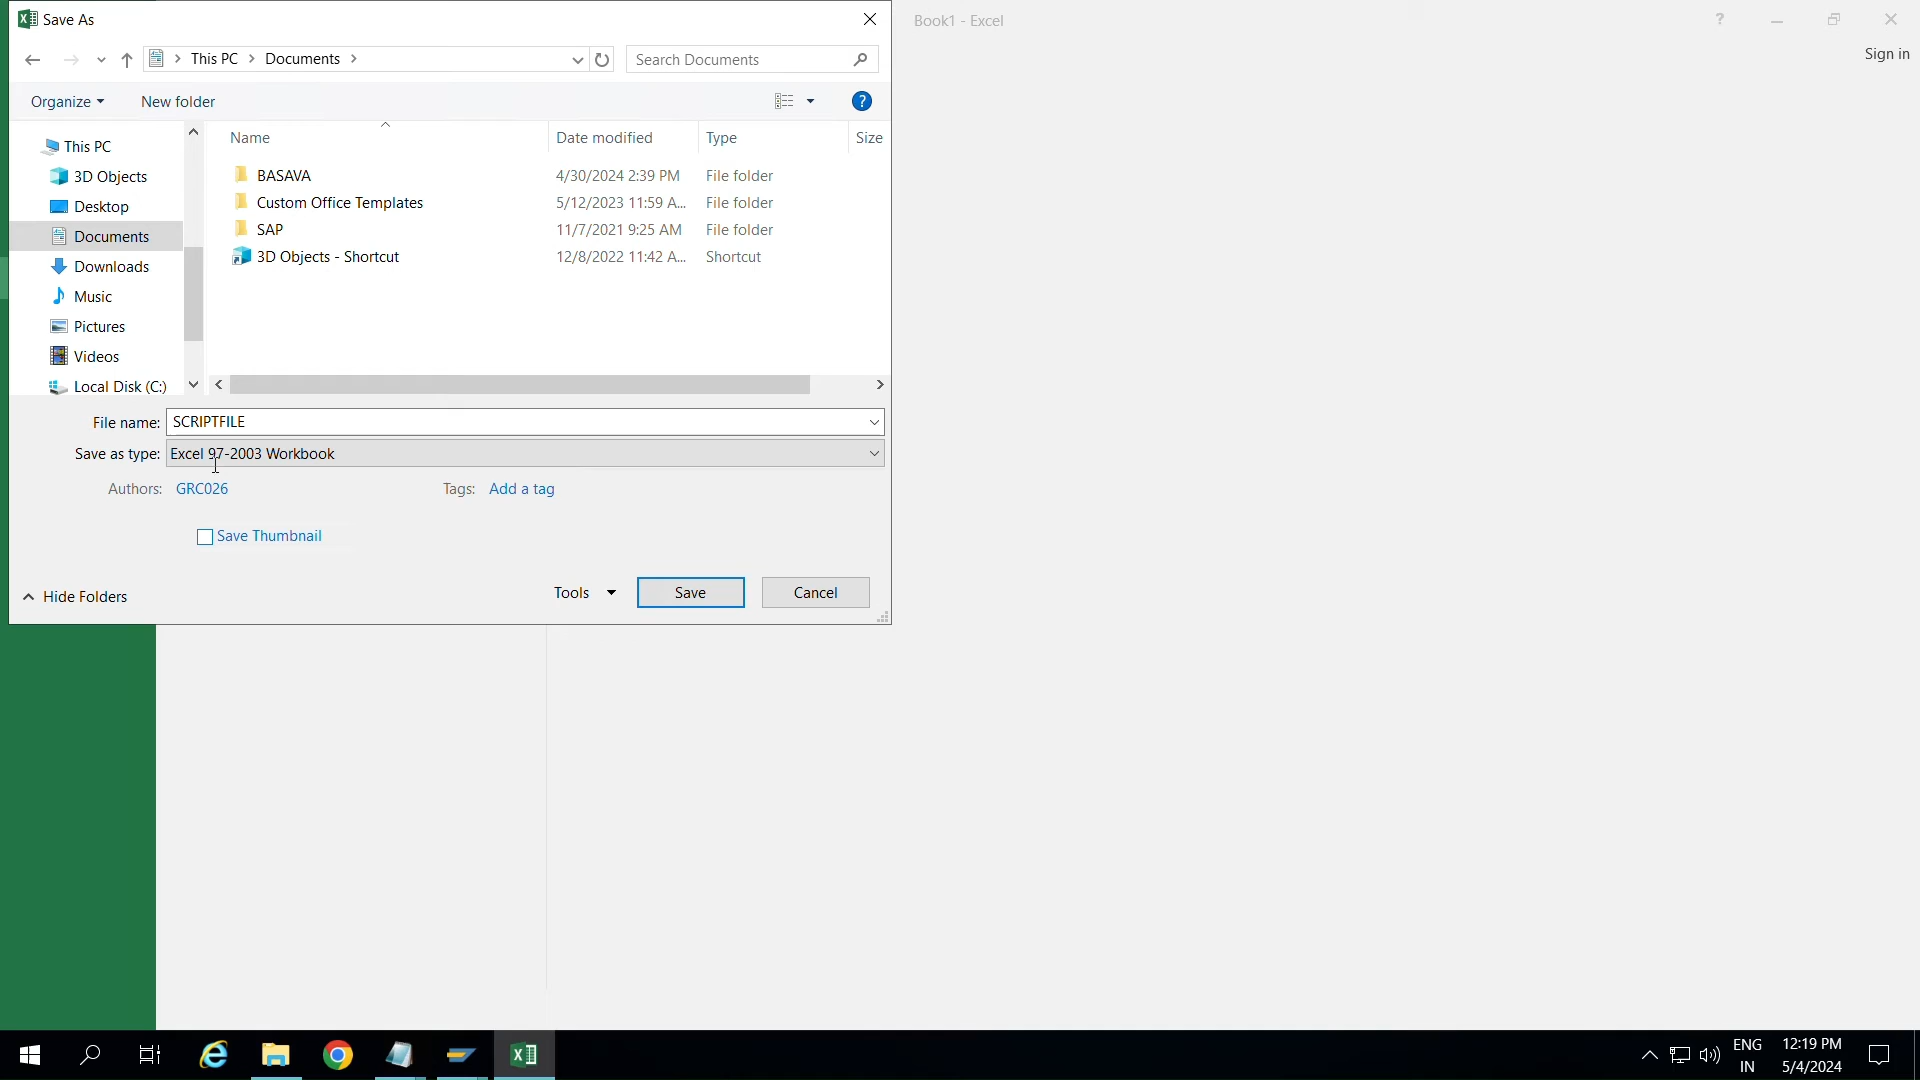 Save As
Book1 - Excel
Sign in
This PC
Documents
Search Documents
Organize
New folder
Name
Date modified
Type
Size
This PC
3D Objects
Desktop
Documents
Downloads
Music
Pictures
Videos
Local Disk (C:)
BASAVA 4/30/2024 2:39 PM File folder
Custom Office Templates 5/12/2023 11:59 A... File folder
SAP 11/7/2021 9:25 AM File folder
3D Objects - Shortcut 12/8/2022 11:42 A... Shortcut
File name: SCRIPTFILE
Save as type: Excel 97-2003 Workbook
Authors: GRC026
Tags: Add a tag
Save Thumbnail
Hide Folders
Tools
Save
Cancel
ENG
IN
12:19 PM
5/4/2024